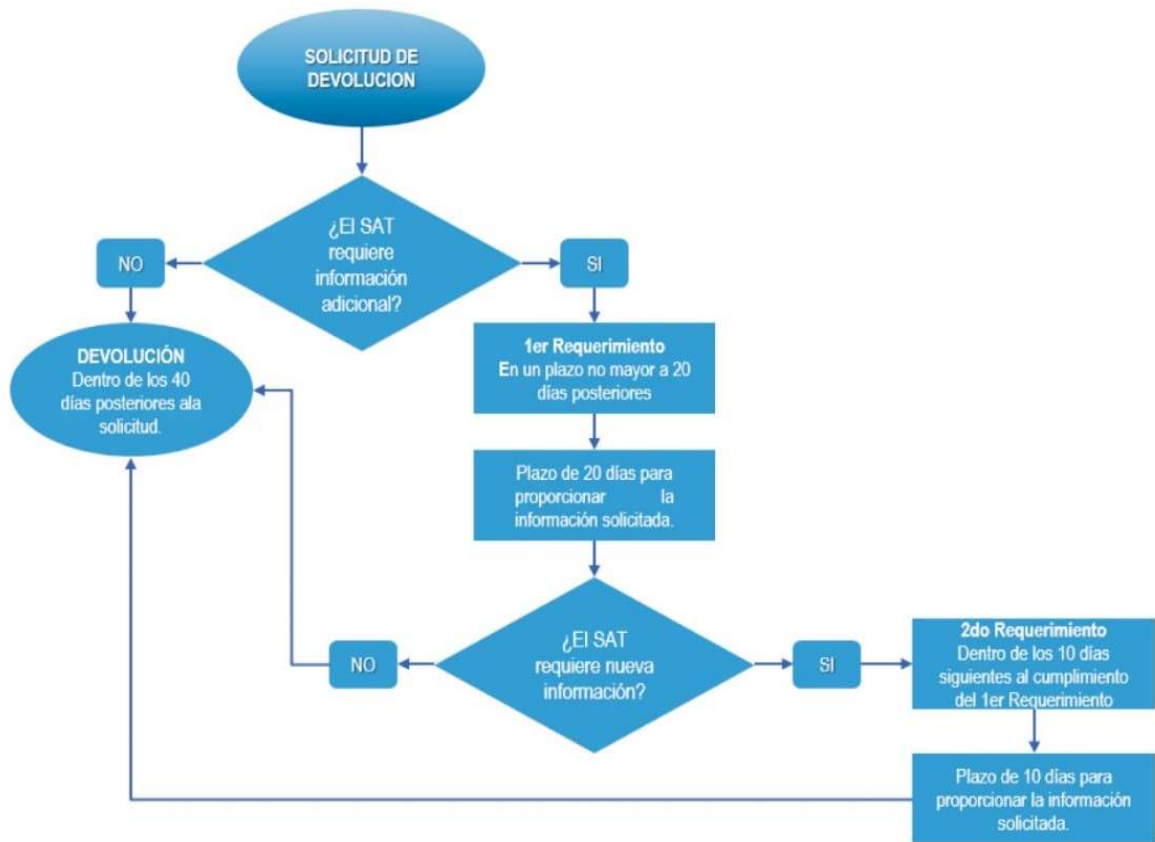 SOLICITUD DE
DEVOLUCION
¿El SAT
requiere
información
adicional?
NO
SI
DEVOLUCIÓN
Dentro de los 40
días posteriores ala
solicitud.
1er Requerimiento
En un plazo no mayor a 20
días posteriores
Plazo de 20 días para
proporcionar la
información solicitada.
¿El SAT
requiere nueva
información?
NO
SI
2do Requerimiento
Dentro de los 10 días
siguientes al cumplimiento
del 1er Requerimiento
Plazo de 10 días para
proporcionar la información
solicitada.